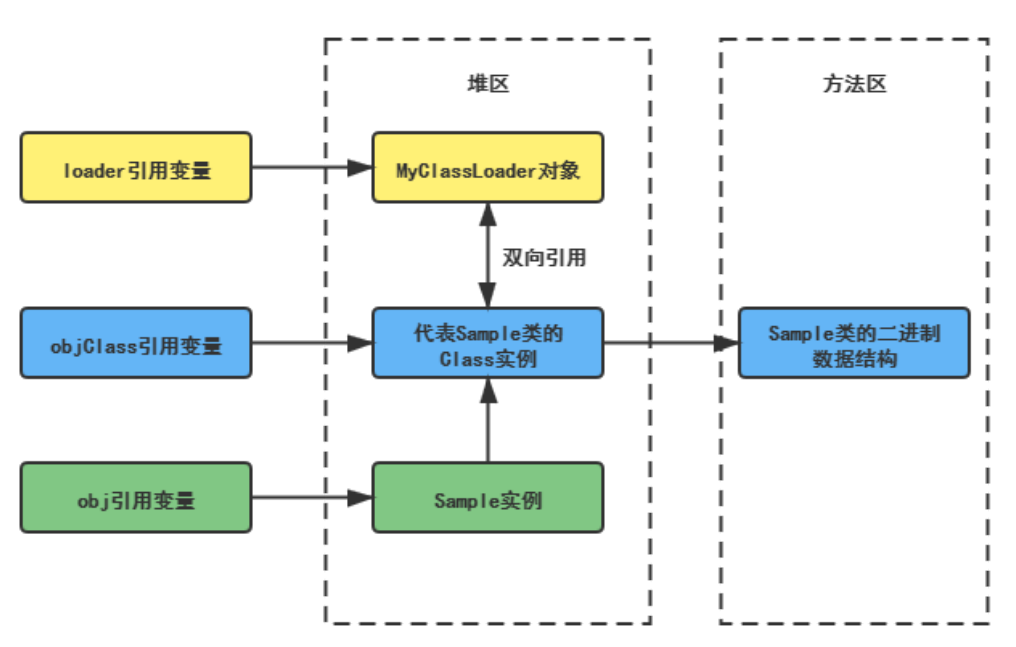 堆区
方法区
loader引用变量
MyClassLoader对象
双向引用
objClass引用变量
代表Sample类的
Class实例
Sample类的二进制
数据结构
obj引用变量
Sample实例